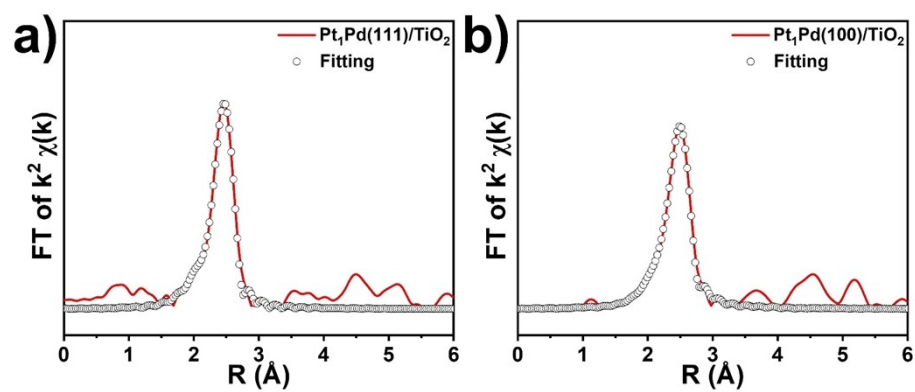 a)
Pt₁Pd(111)/TiO₂
Fitting
FT of k² χ(k)
0 1 2 3 4 5 6
R (Å)
b)
Pt₁Pd(100)/TiO₂
Fitting
FT of k² χ(k)
0 1 2 3 4 5 6
R (Å)